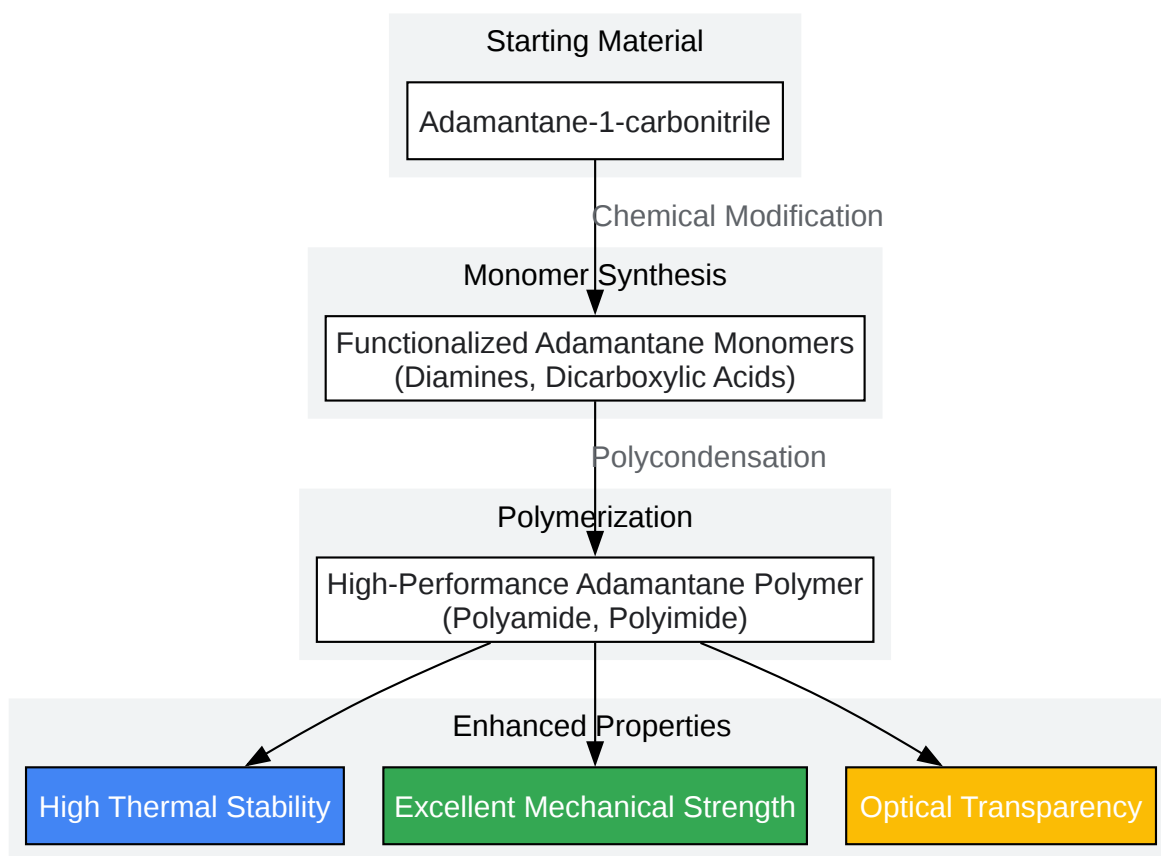 Starting Material
Adamantane-1-carbonitrile
Chemical Modification
Monomer Synthesis
Functionalized Adamantane Monomers
(Diamines, Dicarboxylic Acids)
Polycondensation
Polymerization
High-Performance Adamantane Polymer
(Polyamide, Polyimide)
Enhanced Properties
High Thermal Stability
Excellent Mechanical Strength
Optical Transparency